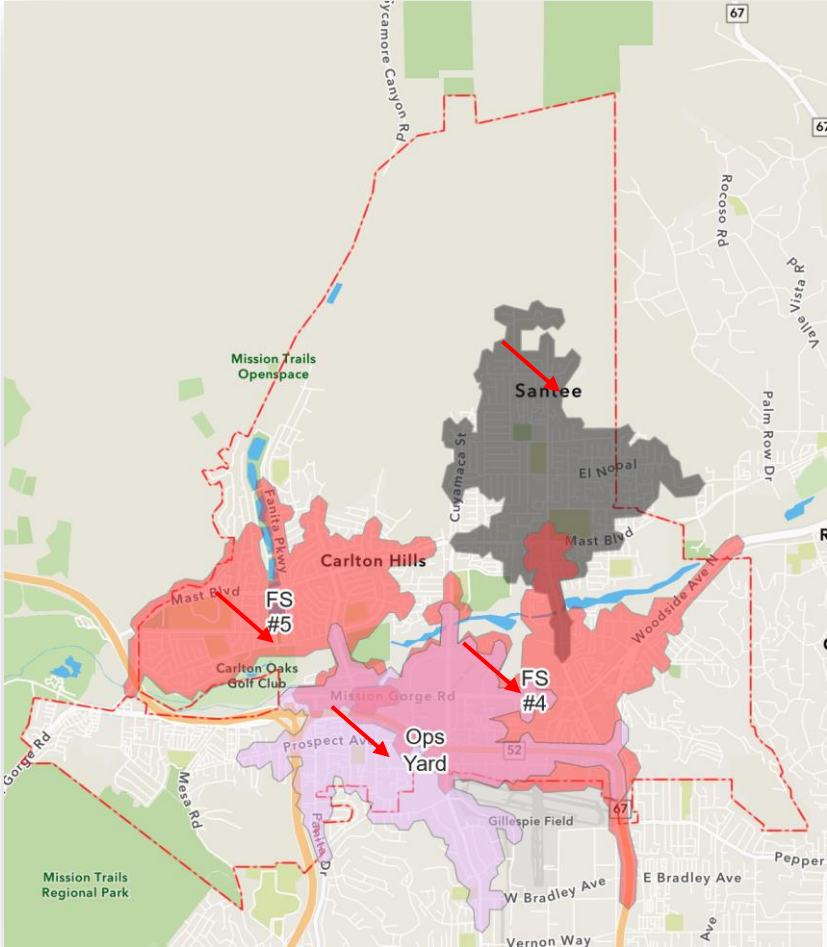 67
Sycamore Canyon Rd
67
Rocoso Rd
Valle Vista Rd
Mission Trails
Openspace
Santee
Palm Row Dr
Cuyamaca St
El Nopal
Fanita Pkwy
Mast Blvd
R
Carlton Hills
Mast Blvd
FS
#5
Woodside Ave N
Carlton Oaks
Golf Club
FS
#4
Mission Gorge Rd
Gorge Rd
Prospect Ave
Ops
Yard
52
Mesa Rd
67
Gillespie Field
Fanita Dr
Pepper
Mission Trails
Regional Park
W Bradley Ave
E Bradley Ave
Ave
Vernon Way